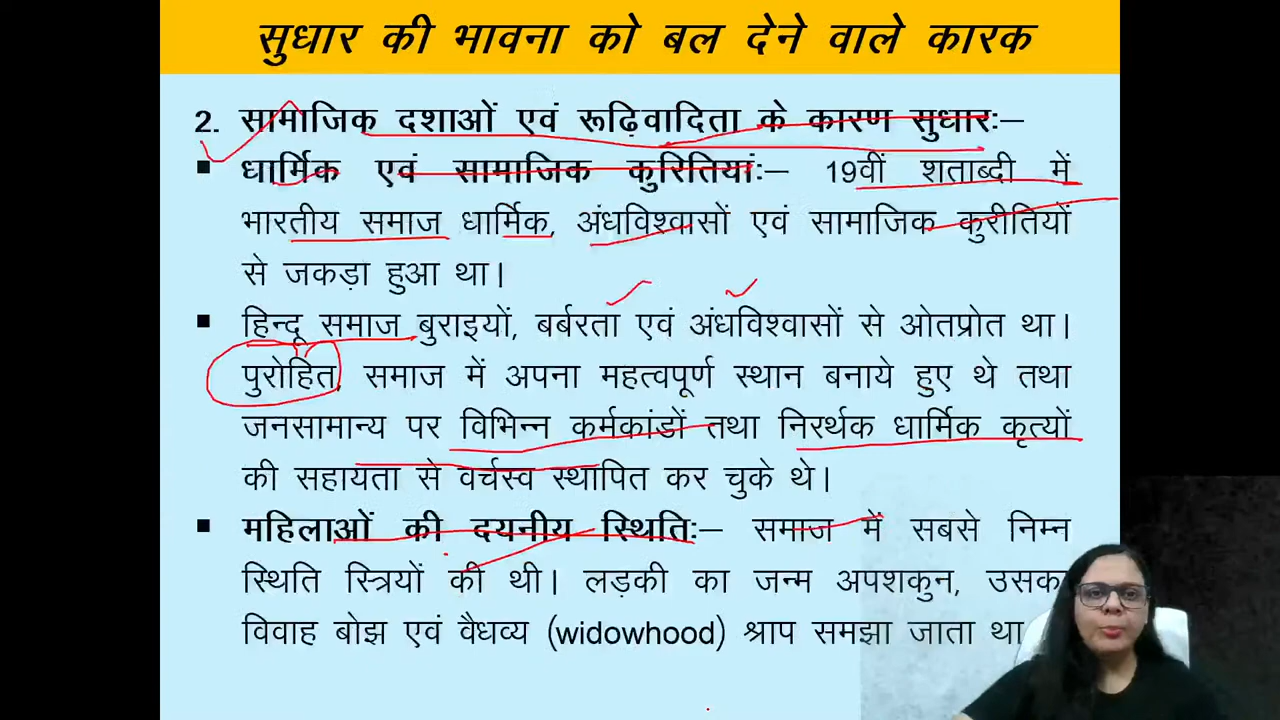 सुधार की भावना को बल देने वाले कारक
2. सामाजिक दशाओं एवं रूढ़िवादिता के कारण सुधारः–
▪ धार्मिक एवं सामाजिक कुरितियांः– 19वीं शताब्दी में
भारतीय समाज धार्मिक, अंधविश्वासों एवं सामाजिक कुरीतियों
से जकड़ा हुआ था।
▪ हिन्दू समाज बुराइयों, बर्बरता एवं अंधविश्वासों से ओतप्रोत था।
पुरोहित, समाज में अपना महत्वपूर्ण स्थान बनाये हुए थे तथा
जनसामान्य पर विभिन्न कर्मकांडों तथा निरर्थक धार्मिक कृत्यों
की सहायता से वर्चस्व स्थापित कर चुके थे।
▪ महिलाओं की दयनीय स्थितिः– समाज में सबसे निम्न
स्थिति स्त्रियों की थी। लड़की का जन्म अपशकुन,
विवाह बोझ एवं वैधव्य (widowhood) श्राप समझा जाता था